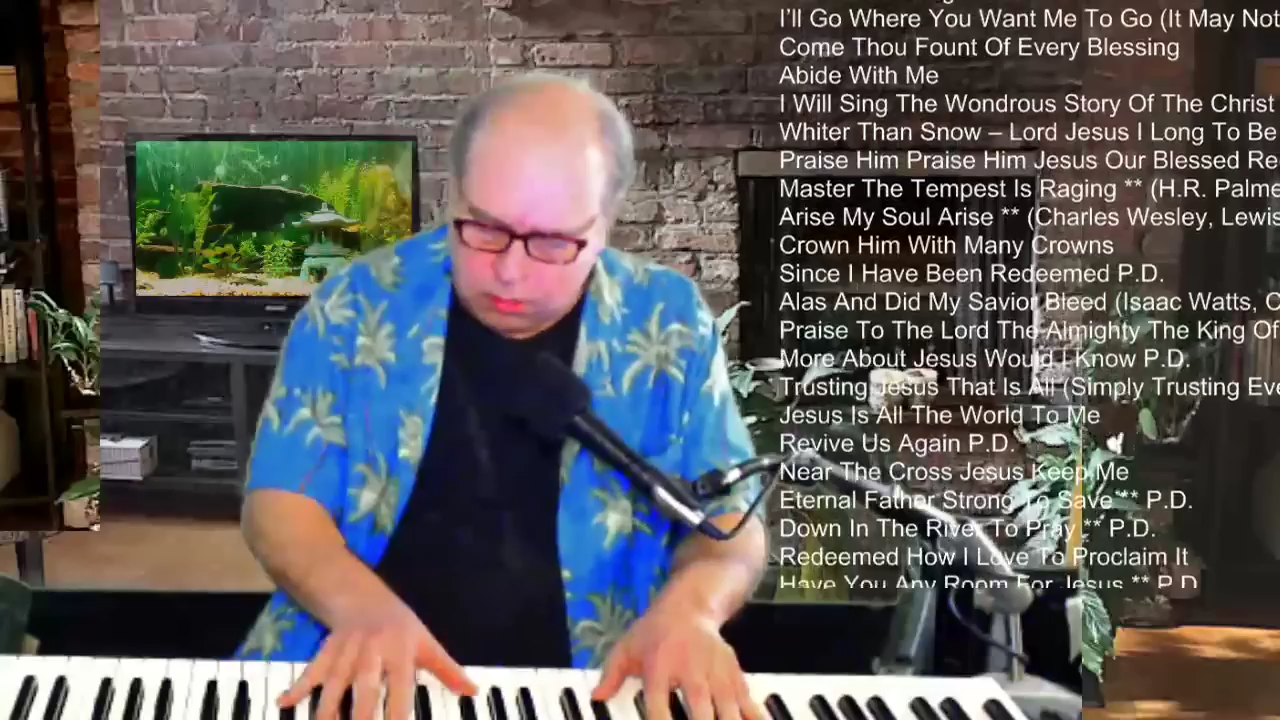 I'll Go Where You Want Me To Go (It May Not
Come Thou Fount Of Every Blessing
Abide With Me
I Will Sing The Wondrous Story Of The Christ
Whiter Than Snow – Lord Jesus I Long To Be
Praise Him Praise Him Jesus Our Blessed Re
Master The Tempest Is Raging ** (H.R. Palme
Arise My Soul Arise ** (Charles Wesley, Lewis
Crown Him With Many Crowns
Since I Have Been Redeemed P.D.
Alas And Did My Savior Bleed (Isaac Watts, C
Praise To The Lord The Almighty The King Of
More About Jesus Would I Know P.D.
Trusting Jesus That Is All (Simply Trusting Eve
Jesus Is All The World To Me
Revive Us Again P.D.
Near The Cross Jesus Keep Me
Eternal Father Strong To Save ** P.D.
Down In The River To Pray ** P.D.
Redeemed How I Love To Proclaim It
Have You Any Room For Jesus ** P.D